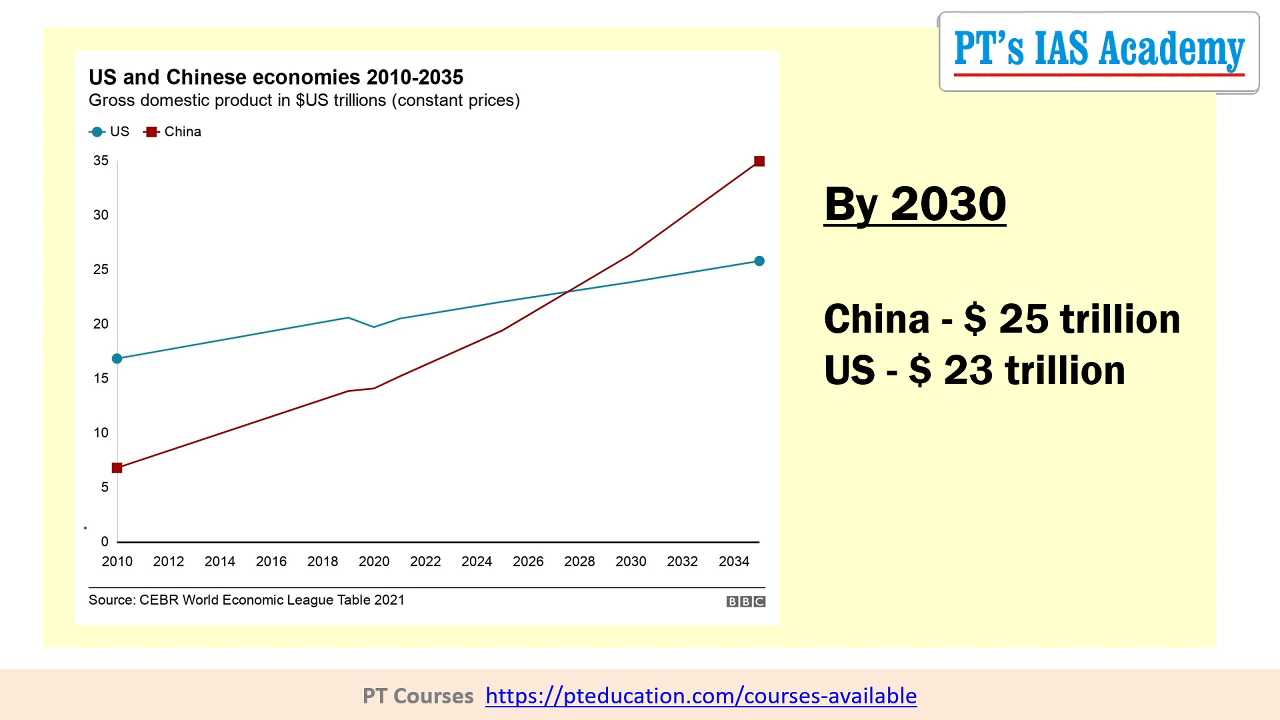 PT's IAS Academy
US and Chinese economies 2010-2035
Gross domestic product in $US trillions (constant prices)
US China
35
30
25
20
15
10
5
0
2010 2012 2014 2016 2018 2020 2022 2024 2026 2028 2030 2032 2034
Source: CEBR World Economic League Table 2021
BBC
By 2030
China - $ 25 trillion
US - $ 23 trillion
PT Courses https://pteducation.com/courses-available